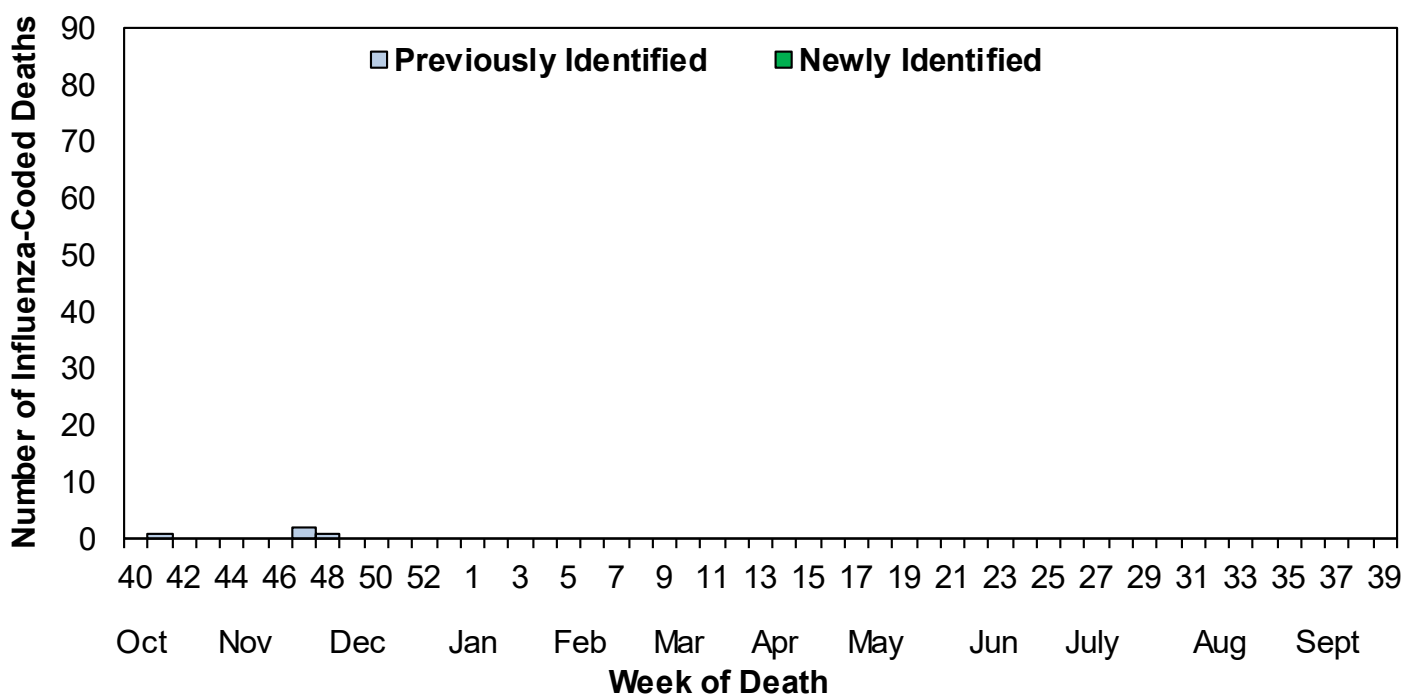 Number of Influenza-Coded Deaths
90
80
70
60
50
40
30
20
10
0
Previously Identified Newly Identified
40 42 44 46 48 50 52 1 3 5 7 9 11 13 15 17 19 21 23 25 27 29 31 33 35 37 39
Oct Nov Dec Jan Feb Mar Apr May Jun July Aug Sept
Week of Death